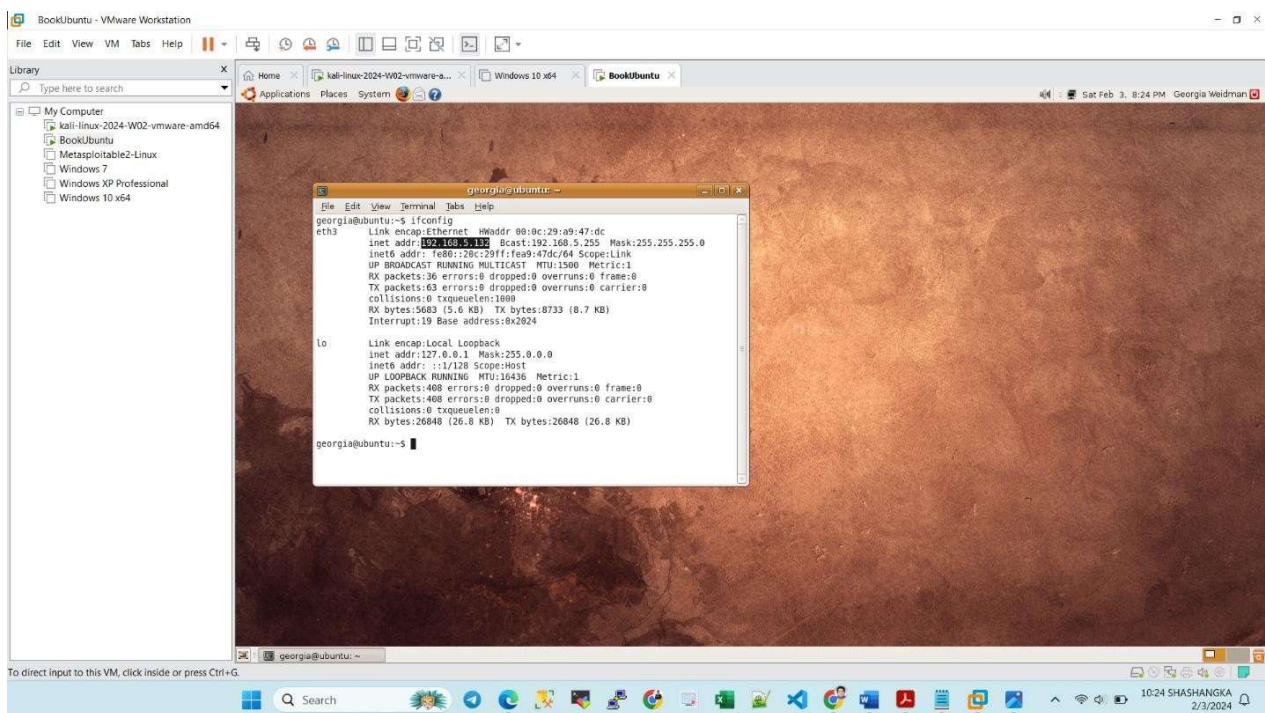 BookUbuntu - VMware Workstation
File Edit View VM Tabs Help
Library X
Type here to search
My Computer
kali-linux-2024-W02-vmware-amd64
BookUbuntu
Metasploitable2-Linux
Windows 7
Windows XP Professional
Windows 10 x64
Home kali-linux-2024-W02-vmware-a... Windows 10 x64 BookUbuntu
Applications Places System Sat Feb 3, 8:24 PM Georgia Weidman
georgia@ubuntu: ~
File Edit View Terminal Tabs Help
georgia@ubuntu:~$ ifconfig
eth3 Link encap:Ethernet HWaddr 00:0c:29:a9:47:dc
inet addr:192.168.5.132 Bcast:192.168.5.255 Mask:255.255.255.0
inet6 addr: fe80::20c:29ff:fea9:47dc/64 Scope:Link
UP BROADCAST RUNNING MULTICAST MTU:1500 Metric:1
RX packets:36 errors:0 dropped:0 overruns:0 frame:0
TX packets:63 errors:0 dropped:0 overruns:0 carrier:0
collisions:0 txqueuelen:1000
RX bytes:5683 (5.6 KB) TX bytes:8733 (8.7 KB)
Interrupt:19 Base address:0x2024
lo Link encap:Local Loopback
inet addr:127.0.0.1 Mask:255.0.0.0
inet6 addr: ::1/128 Scope:Host
UP LOOPBACK RUNNING MTU:16436 Metric:1
RX packets:408 errors:0 dropped:0 overruns:0 frame:0
TX packets:408 errors:0 dropped:0 overruns:0 carrier:0
collisions:0 txqueuelen:0
RX bytes:26848 (26.8 KB) TX bytes:26848 (26.8 KB)
georgia@ubuntu:~$
georgia@ubuntu: ~
To direct input to this VM, click inside or press Ctrl+G.
Search
10:24 SHASHANGKA
2/3/2024